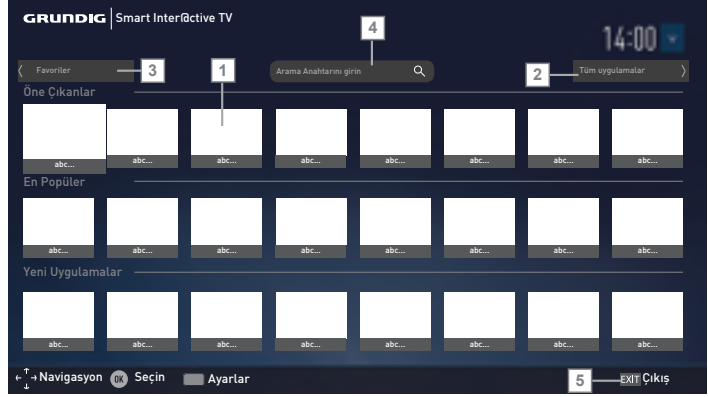 GRUNDIG Smart Inter@ctive TV
4
14:00
Favoriler 3 1 Arama Anahtarını girin 2 Tüm uygulamalar
Öne Çıkanlar
abc... abc... abc... abc... abc... abc... abc... abc...
En Popüler
abc... abc... abc... abc... abc... abc... abc... abc...
Yeni Uygulamalar
abc... abc... abc... abc... abc... abc... abc... abc...
Navigasyon OK Seçin Ayarlar 5 EXIT Çıkış